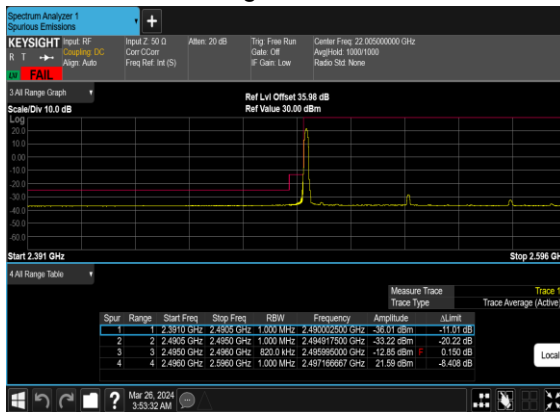 Spectrum Analyzer 1
Spurious Emissions
KEYSIGHT Input: RF Input Z: 50 Ω Atten: 20 dB Trig: Free Run Center Freq: 22.005000000 GHz
R T Coupling: DC Corr CCorr Gate: Off Avg|Hold: 1000/1000
Align: Auto Freq Ref: Int (S) IF Gain: Low Radio Std: None
FAIL
3 All Range Graph
Ref Lvl Offset 35.98 dB
Scale/Div 10.0 dB Ref Value 30.00 dBm
Log
20.0
10.0
0.00
-10.0
-20.0
-30.0
-40.0
-50.0
-60.0
Start 2.391 GHz Stop 2.596 GH
4 All Range Table
Measure Trace Trace 1
Trace Type Trace Average (Active)
Spur Range Start Freq Stop Freq RBW Frequency Amplitude ΔLimit
1 1 2.3910 GHz 2.4905 GHz 1.000 MHz 2.490002500 GHz -36.01 dBm -11.01 dB
2 2 2.4905 GHz 2.4950 GHz 1.000 MHz 2.494917500 GHz -33.22 dBm -20.22 dB
3 3 2.4950 GHz 2.4960 GHz 820.0 kHz 2.495995000 GHz -12.85 dBm F 0.150 dB
4 4 2.4960 GHz 2.5960 GHz 1.000 MHz 2.497166667 GHz 21.59 dBm -8.408 dB
Local
Mar 26, 2024
3:53:32 AM